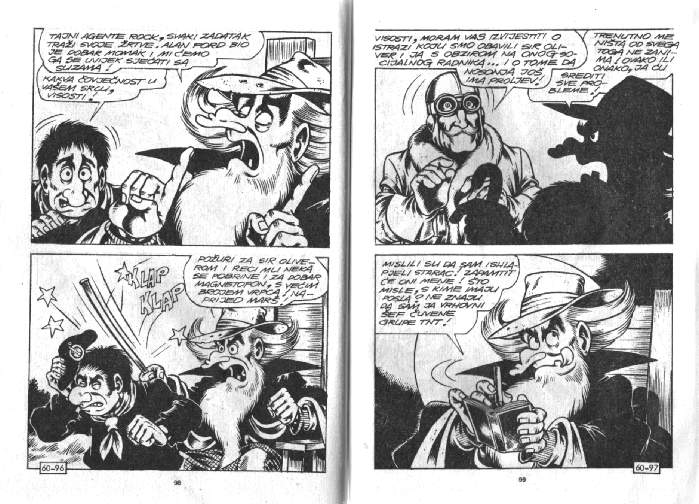 TAJNI AGENTE ROCK, SVAKI ZADATAK
TRAŽI SVOJE ŽRTVE. ALAN FORD BIO
JE DOBAR MOMAK I MI ĆEMO
GA SE UVIJEK SJEĆATI SA
SUZAMA!
KAKVA ČOVJEČNOST U
VAŠEM SRCU,
VISOSTI!
KLAP
KLAP
POŽURI ZA SIR OLIVE-
ROM I RECI MU NEKA
SE POBRINE I ZA DOBAR
MAGNETOFON, S VEĆIM
BROJEM VRPCA! NA-
PRIJED MARŠ!
60-96
98
VISOSTI, MORAM VAS IZVIJESTITI O
ISTRAZI KOJU SMO OBAVILI SIR OLI-
VER I JA S OBZIROM NA ONOG SO-
CIJALNOG RADNIKA... I O TOME DA
NOSONJA JOŠ
IMA PROLJEV!
TRENUTNO ME
NIŠTA OD SVEGA
TOGA NE ZANI-
MA! OVAKO ILI
ONAKO, JA ĆU
SREDITI
SVE PRO-
BLEME!
MISLILI SU DA SAM ISHLA-
PJELI STARAC! ZAPAMTIT
ĆE ONI MENE! ŠTO
MISLE, S KIME IMAJU
POSLA? NE ZNAJU
DA SAM JA VRHOVNI
ŠEF ČUVENE
GRUPE TNT!
60-97
99